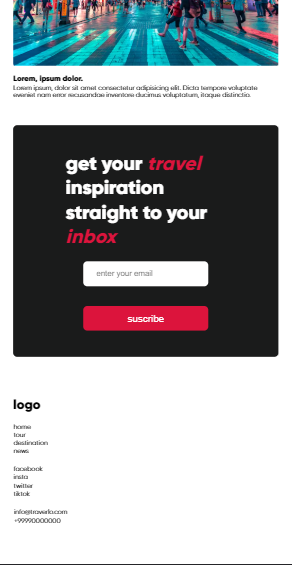 Lorem, ipsum dolor.
Lorem ipsum, dolor sit amet consectetur adipisicing elit. Dicta tempore voluptate
eveniet nam error recusandae inventore ducimus voluptatum, itaque distinctio.
get your travel
inspiration
straight to your
inbox
enter your email
suscribe
logo
home
tour
destination
news
facebook
insta
twitter
tiktok
info@traverlo.com
+99990000000